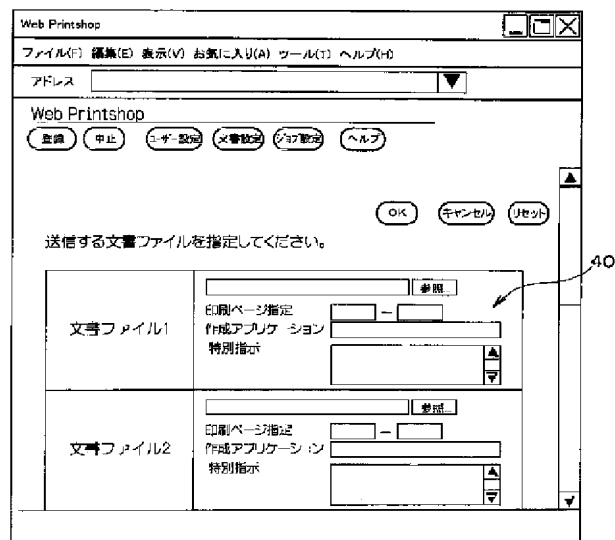 Web Printshop
ファイル(F) 編集(E) 表示(V) お気に入り(A) ツール(T) ヘルプ(H)
アドレス
Web Printshop
登録 中止 ユーザー設定 文書設定 ジョブ設定 ヘルプ
OK キャンセル リセット
送信する文書ファイルを指定してください。
40
参照...
文書ファイル1
印刷ページ指定 –
作成アプリケーション
特別指示
参照...
文書ファイル2
印刷ページ指定 –
作成アプリケーション
特別指示